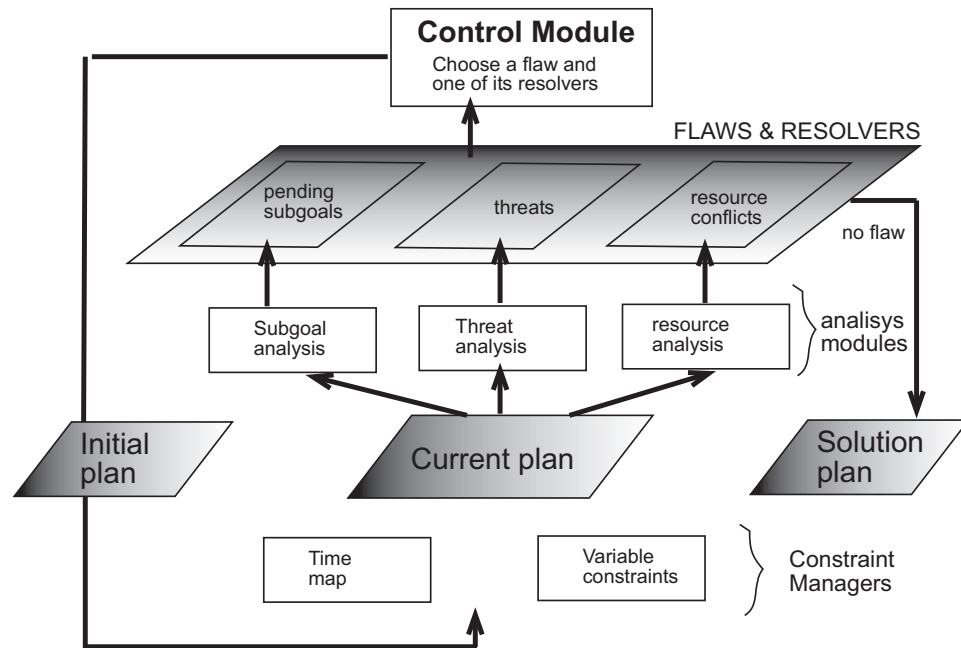 Control Module
Choose a flaw and
one of its resolvers
FLAWS & RESOLVERS
pending
subgoals
threats
resource
conflicts
no flaw
Subgoal
analysis
Threat
analysis
resource
analysis
analisys
modules
Initial
plan
Current plan
Solution
plan
Time
map
Variable
constraints
Constraint
Managers